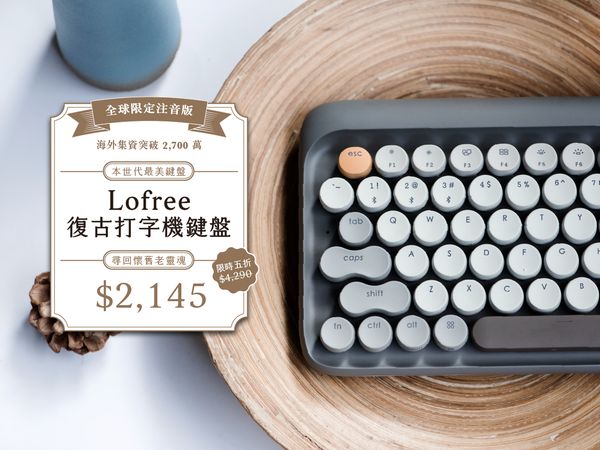 全球限定注音版
海外集資突破 2,700 萬
本世代最美鍵盤
Lofree
復古打字機鍵盤
尋回懷舊老靈魂
限時五折
$4,290
$2,145
esc F1 F2 F3 F4 F5 F6
~ 1! 2@ 3# 4$ 5% 6^
tab Q W E R T Y
caps A S D F G
shift Z X C V
fn ctrl alt